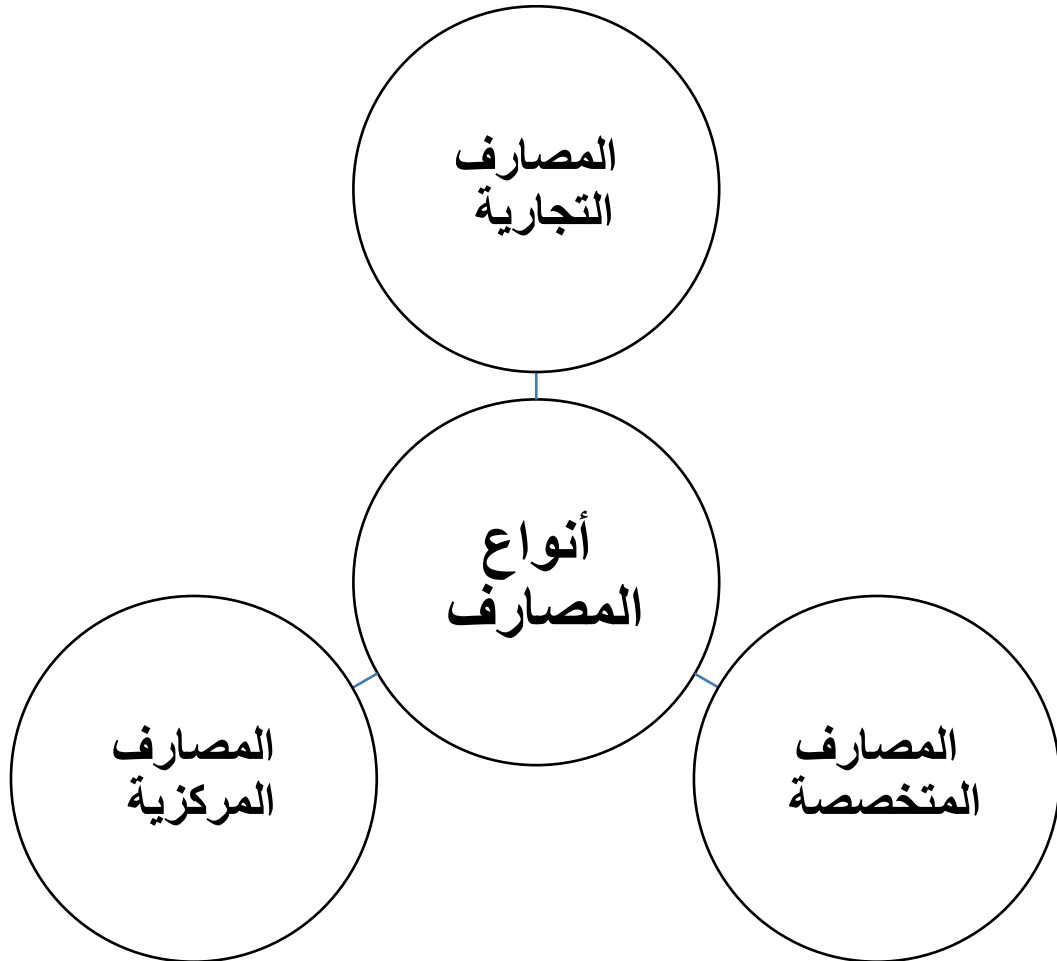 المصارف
التجارية
أنواع
المصارف
المصارف
المتخصصة
المصارف
المركزية